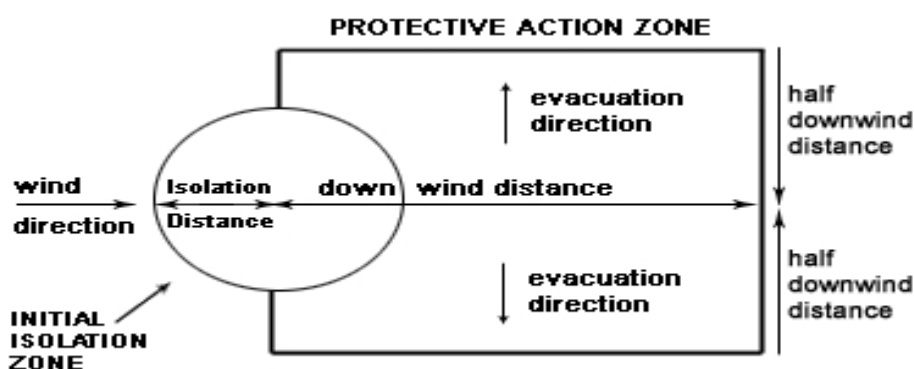 PROTECTIVE ACTION ZONE
evacuation
direction
half
downwind
distance
wind
direction
Isolation
Distance
down wind distance
evacuation
direction
half
downwind
distance
INITIAL
ISOLATION
ZONE